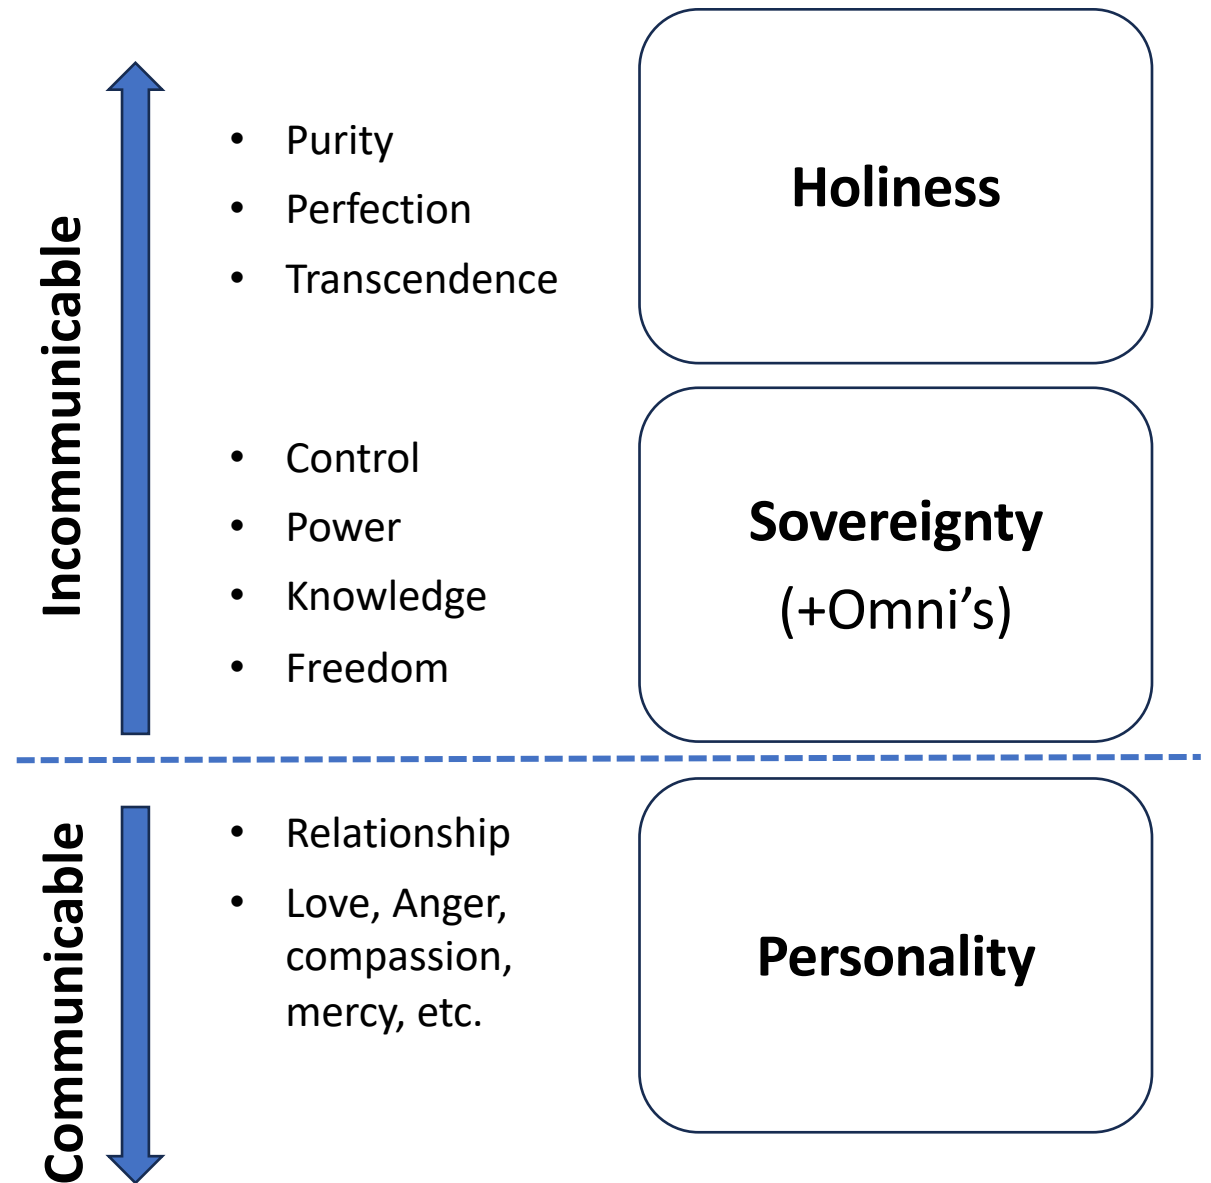 Incommunicable
• Purity
• Perfection
• Transcendence
Holiness
• Control
• Power
• Knowledge
• Freedom
Sovereignty
(+Omni’s)
Communicable
• Relationship
• Love, Anger,
compassion,
mercy, etc.
Personality